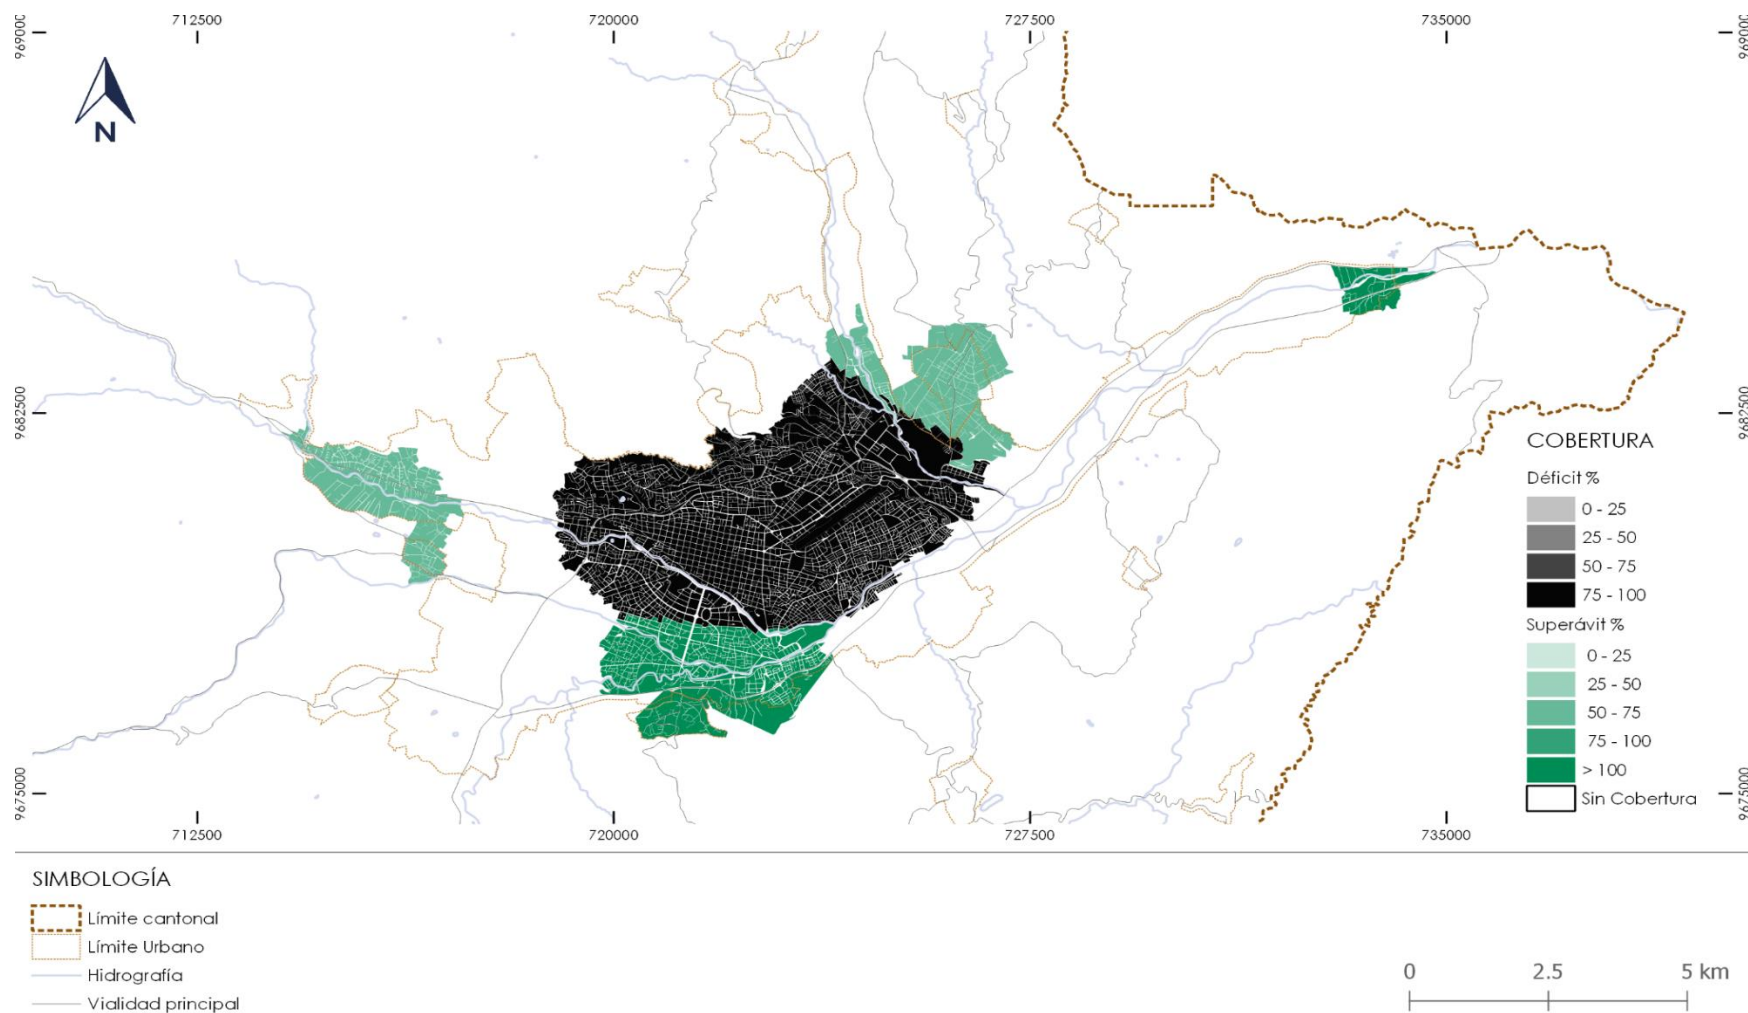 712500 720000 727500 735000
969000 969000
N
9682500 9682500
COBERTURA
Déficit %
0 - 25
25 - 50
50 - 75
75 - 100
Superávit %
0 - 25
25 - 50
50 - 75
75 - 100
> 100
Sin Cobertura
9675000 9675000
712500 720000 727500 735000
SIMBOLOGÍA
Límite cantonal
Límite Urbano
Hidrografía
Vialidad principal
0 2.5 5 km